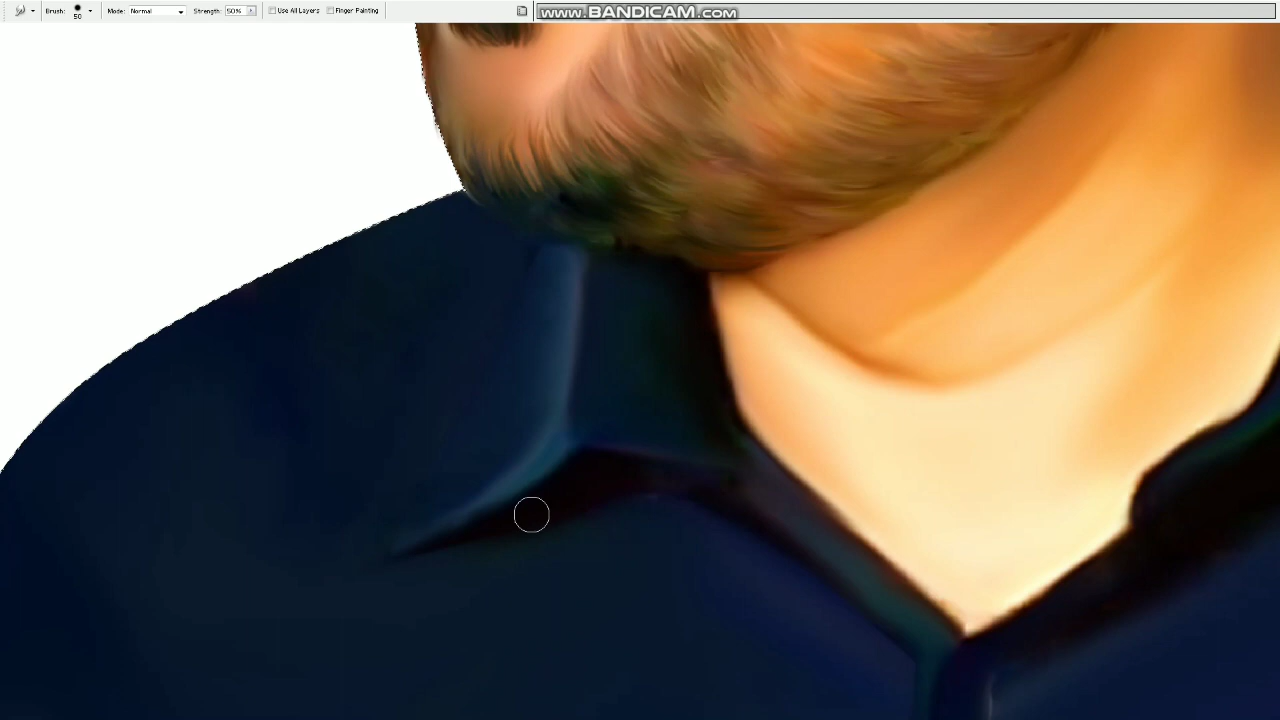 Brush: 50 Mode: Normal Strength: 50% Use All Layers Finger Painting
www.BANDICAM.com